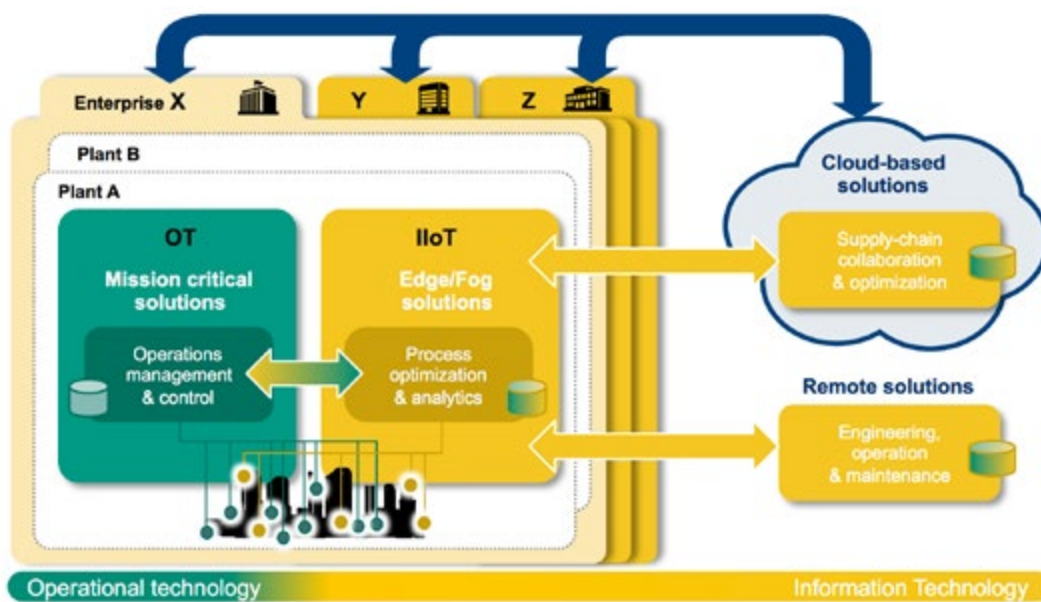 Enterprise X
Y
Z
Plant B
Plant A
OT
Mission critical
solutions
Operations
management
& control
IIoT
Edge/Fog
solutions
Process
optimization
& analytics
Cloud-based
solutions
Supply-chain
collaboration
& optimization
Remote solutions
Engineering,
operation
& maintenance
Operational technology
Information Technology